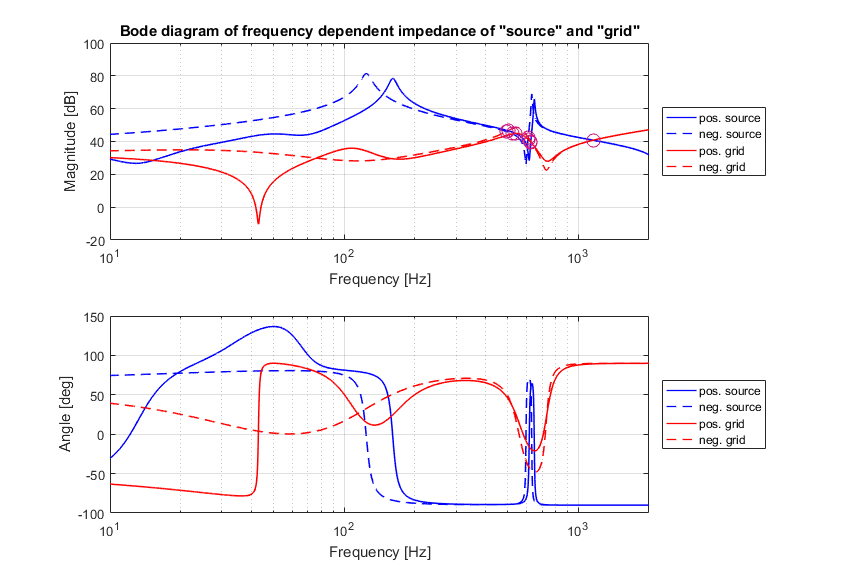 Bode diagram of frequency dependent impedance of "source" and "grid"
Magnitude [dB]
100
80
60
40
20
0
-20
10^1
10^2
10^3
Frequency [Hz]
pos. source
neg. source
pos. grid
neg. grid
Angle [deg]
150
100
50
0
-50
-100
10^1
10^2
10^3
Frequency [Hz]
pos. source
neg. source
pos. grid
neg. grid